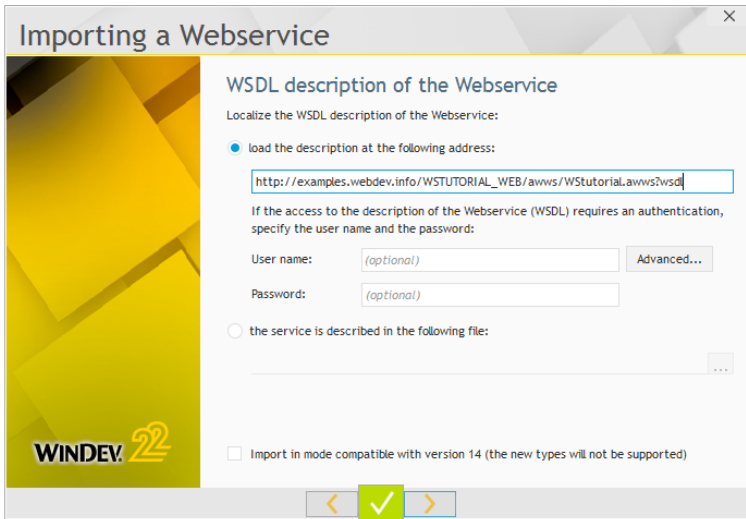 Importing a Webservice
WSDL description of the Webservice
Localize the WSDL description of the Webservice:
load the description at the following address:
http://examples.webdev.info/WSTUTORIAL_WEB/awws/WStutorial.awws?wsdl
If the access to the description of the Webservice (WSDL) requires an authentication,
specify the user name and the password:
User name: (optional) Advanced...
Password: (optional)
the service is described in the following file:
...
WINDEV. 22
Import in mode compatible with version 14 (the new types will not be supported)